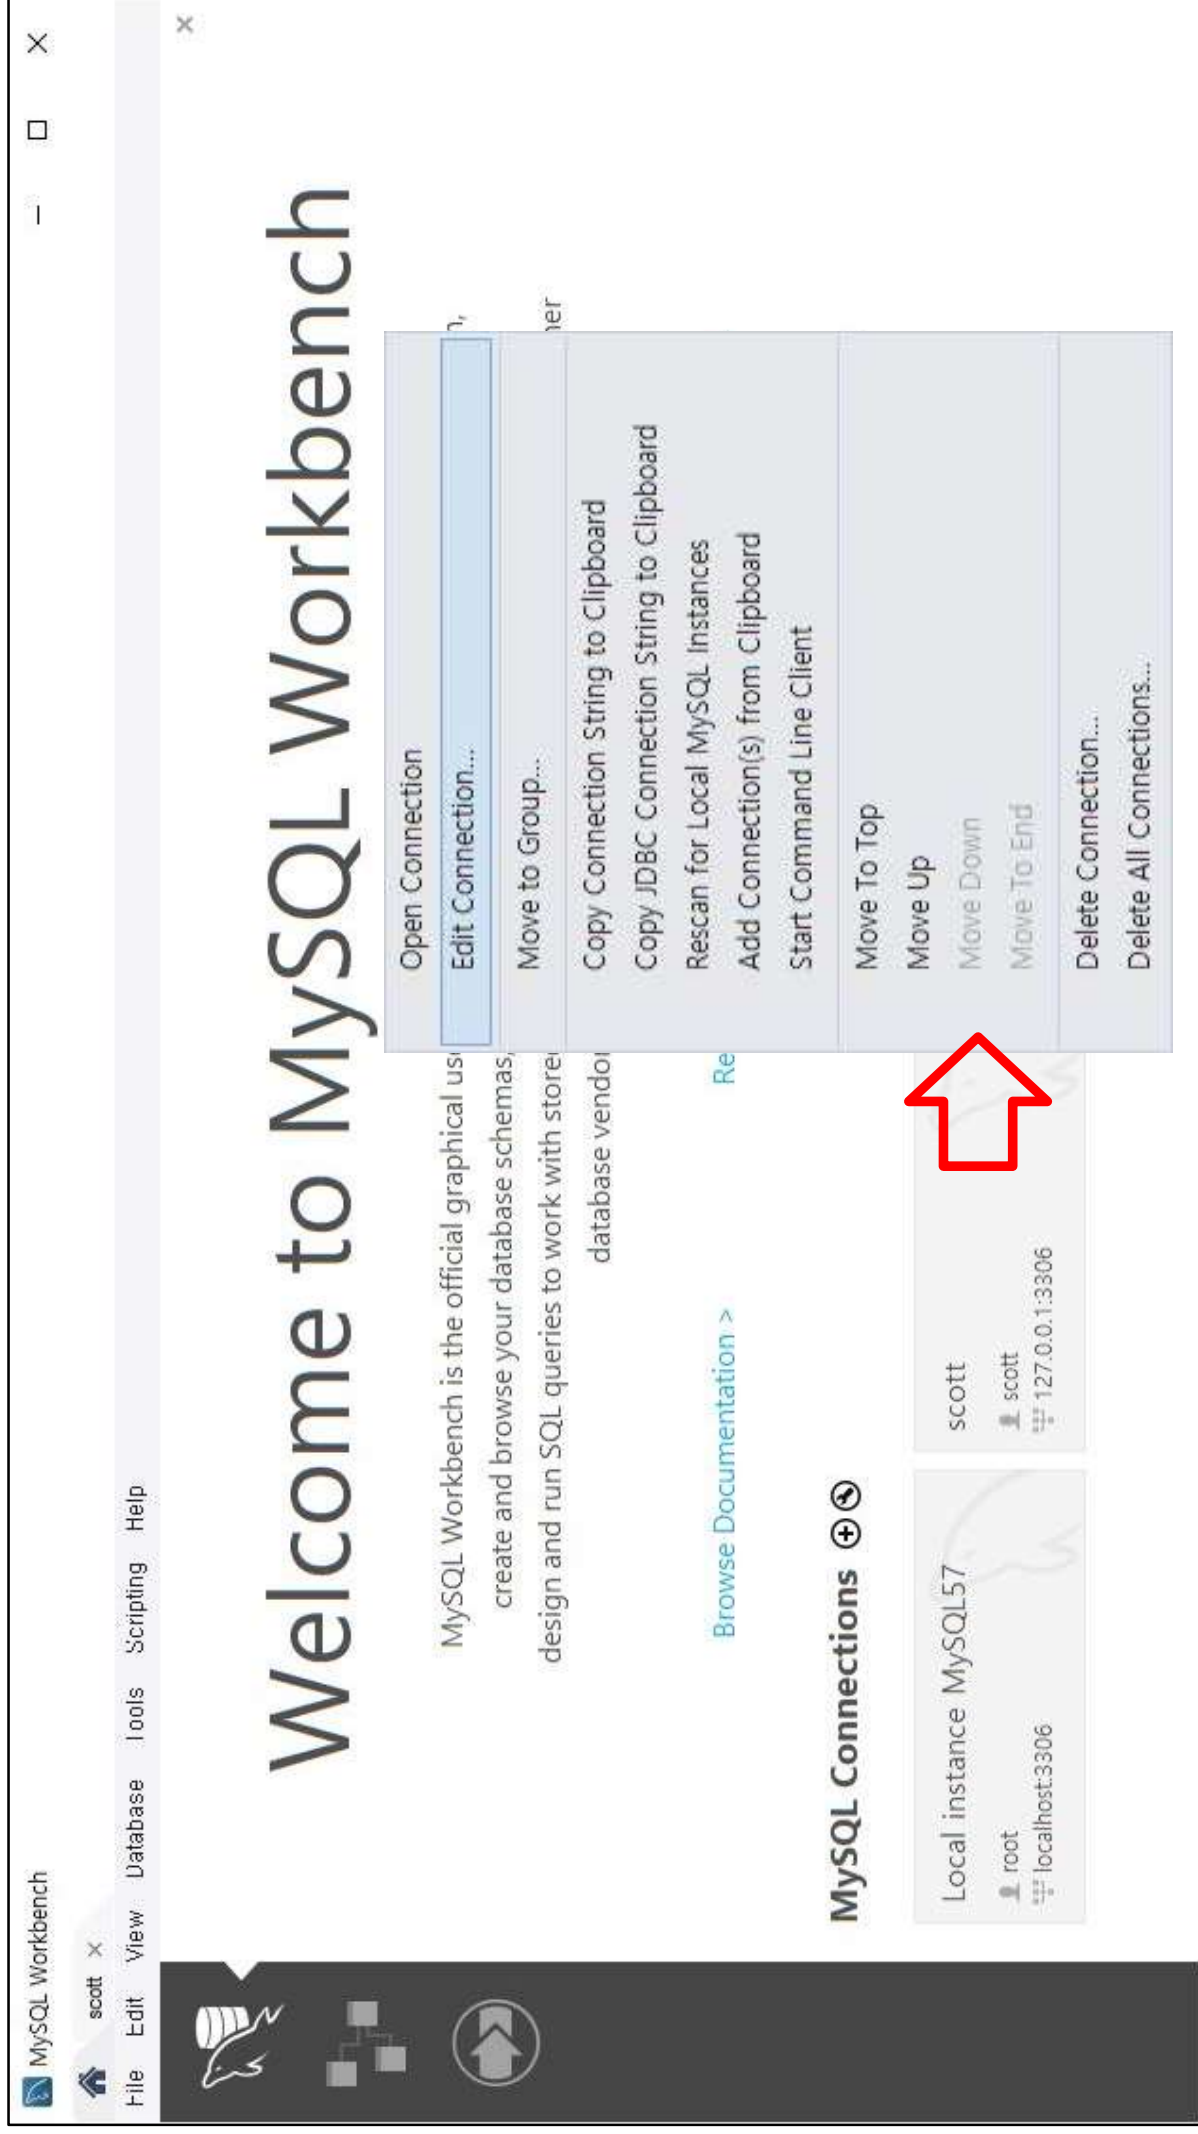 MySQL Workbench
scott
File Edit View Database Tools Scripting Help
Welcome to MySQL Workbench
MySQL Workbench is the official graphical
create and browse your database schemas,
design and run SQL queries to work with
database
Browse Documentation >
MySQL Connections
Local instance MySQL57
root
localhost:3306
scott
scott
127.0.0.1:3306
Open Connection
Edit Connection...
Move to Group...
Copy Connection String to Clipboard
Copy JDBC Connection String to Clipboard
Rescan for Local MySQL Instances
Add Connection(s) from Clipboard
Start Command Line Client
Move To Top
Move Up
Move Down
Move To End
Delete Connection...
Delete All Connections...